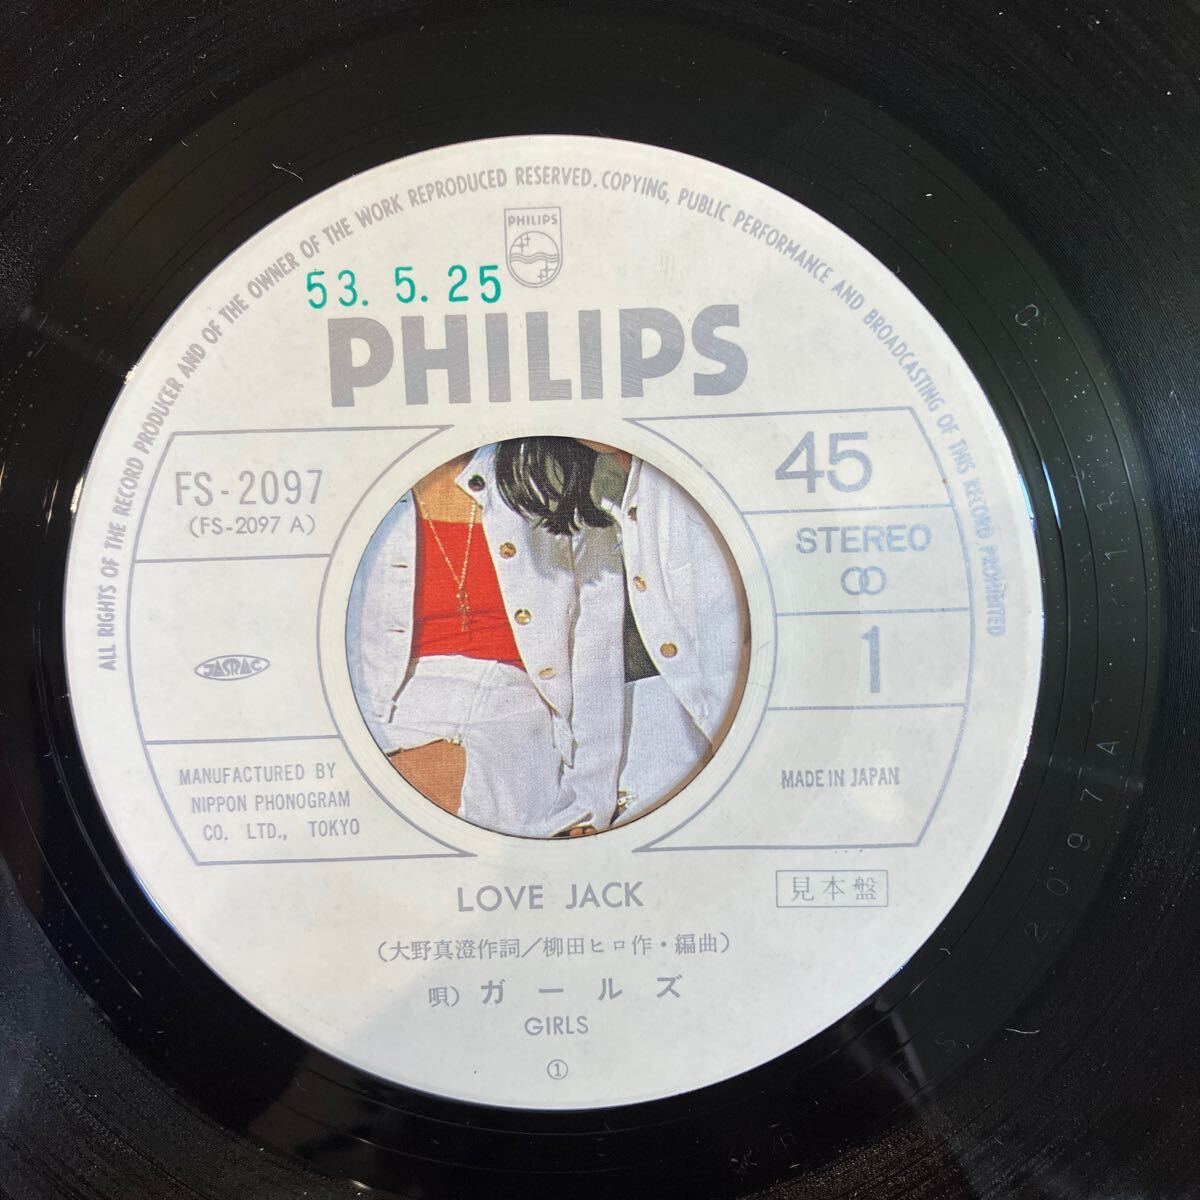 ALL RIGHTS OF THE RECORD PRODUCER AND OF THE OWNER OF THE WORK REPRODUCED RESERVED. COPYING, PUBLIC PERFORMANCE AND BROADCASTING OF THIS RECORD PROHIBITED
PHILIPS
53. 5. 25
PHILIPS
FS-2097
(FS-2097 A)
45
STEREO
1
JASRAC
MANUFACTURED BY
NIPPON PHONOGRAM
CO. LTD., TOKYO
MADE IN JAPAN
LOVE JACK
見本盤
(大野真澄作詞/柳田ヒロ作・編曲)
唄) ガールズ
GIRLS
①
2097A